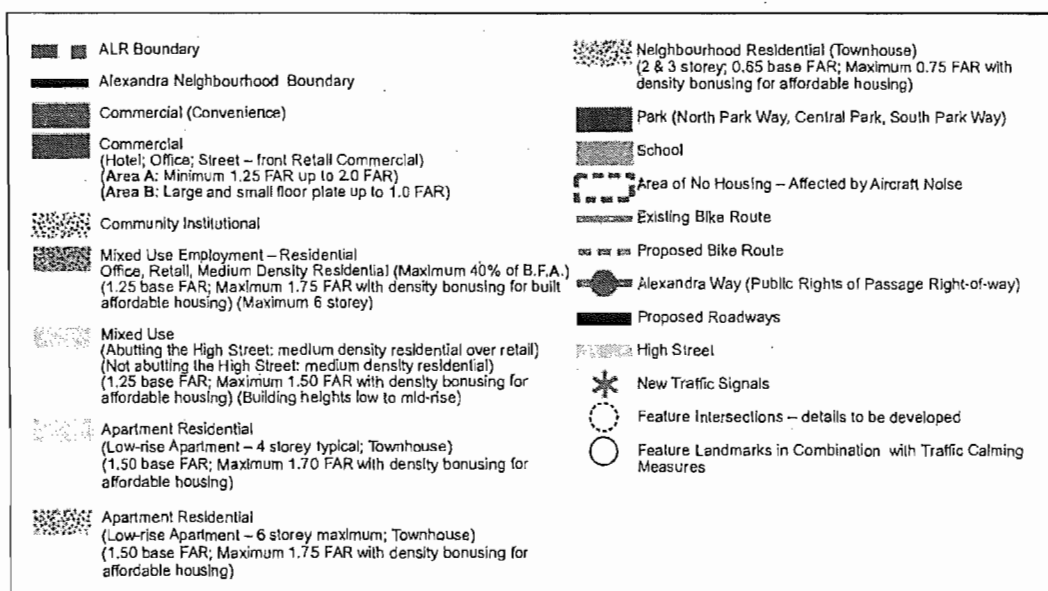 ALR Boundary
Alexandra Neighbourhood Boundary
Commercial (Convenience)
Commercial
(Hotel; Office; Street – front Retail Commercial)
(Area A: Minimum 1.25 FAR up to 2.0 FAR)
(Area B: Large and small floor plate up to 1.0 FAR)
Community Institutional
Mixed Use Employment – Residential
Office, Retail, Medium Density Residential (Maximum 40% of B.F.A.)
(1.25 base FAR; Maximum 1.75 FAR with density bonusing for built
affordable housing) (Maximum 6 storey)
Mixed Use
(Abutting the High Street: medium density residential over retail)
(Not abutting the High Street: medium density residential)
(1.25 base FAR; Maximum 1.50 FAR with density bonusing for
affordable housing) (Building heights low to mid-rise)
Apartment Residential
(Low-rise Apartment – 4 storey typical; Townhouse)
(1.50 base FAR; Maximum 1.70 FAR with density bonusing for
affordable housing)
Apartment Residential
(Low-rise Apartment – 6 storey maximum; Townhouse)
(1.50 base FAR; Maximum 1.75 FAR with density bonusing for
affordable housing)
Neighbourhood Residential (Townhouse)
(2 & 3 storey; 0.65 base FAR; Maximum 0.75 FAR with
density bonusing for affordable housing)
Park (North Park Way, Central Park, South Park Way)
School
Area of No Housing – Affected by Aircraft Noise
Existing Bike Route
Proposed Bike Route
Alexandra Way (Public Rights of Passage Right-of-way)
Proposed Roadways
High Street
New Traffic Signals
Feature Intersections – details to be developed
Feature Landmarks in Combination with Traffic Calming
Measures